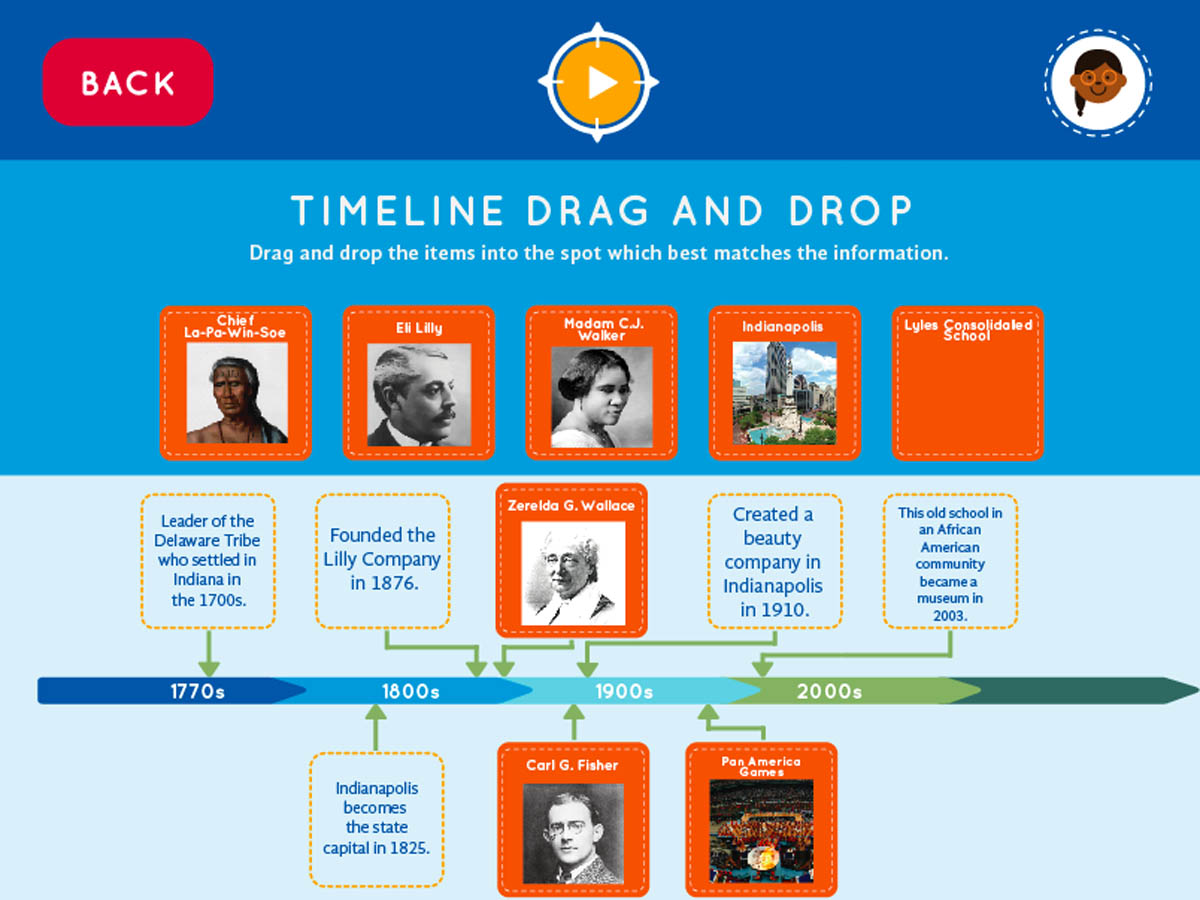 BACK
TIMELINE DRAG AND DROP
Drag and drop the items into the spot which best matches the information.
Chief
La-Pa-Win-Soe
Eli Lilly
Madam C.J.
Walker
Indianapolis
Lyles Consolidated
School
Leader of the
Delaware Tribe
who settled in
Indiana in
the 1700s.
Founded the
Lilly Company
in 1876.
Zerelda G. Wallace
Created a
beauty
company in
Indianapolis
in 1910.
This old school in
an African
American
community
became a
museum in
2003.
1770s
1800s
1900s
2000s
Indianapolis
becomes
the state
capital in 1825.
Carl G. Fisher
Pan America
Games